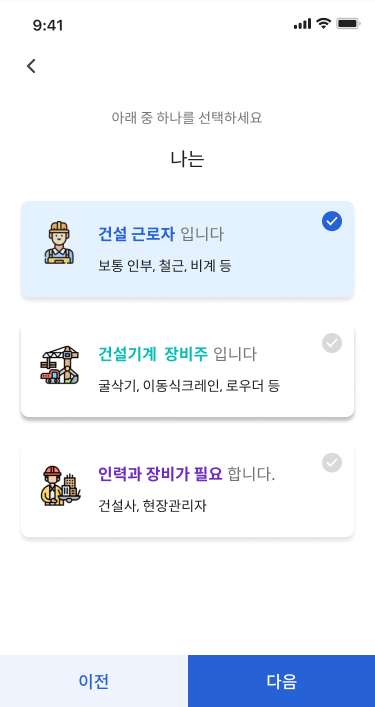 9:41
아래 중 하나를 선택하세요
나는
건설 근로자 입니다
보통 인부, 철근, 비계 등
건설기계 장비주 입니다
굴삭기, 이동식크레인, 로우더 등
인력과 장비가 필요 합니다.
건설사, 현장관리자
이전
다음